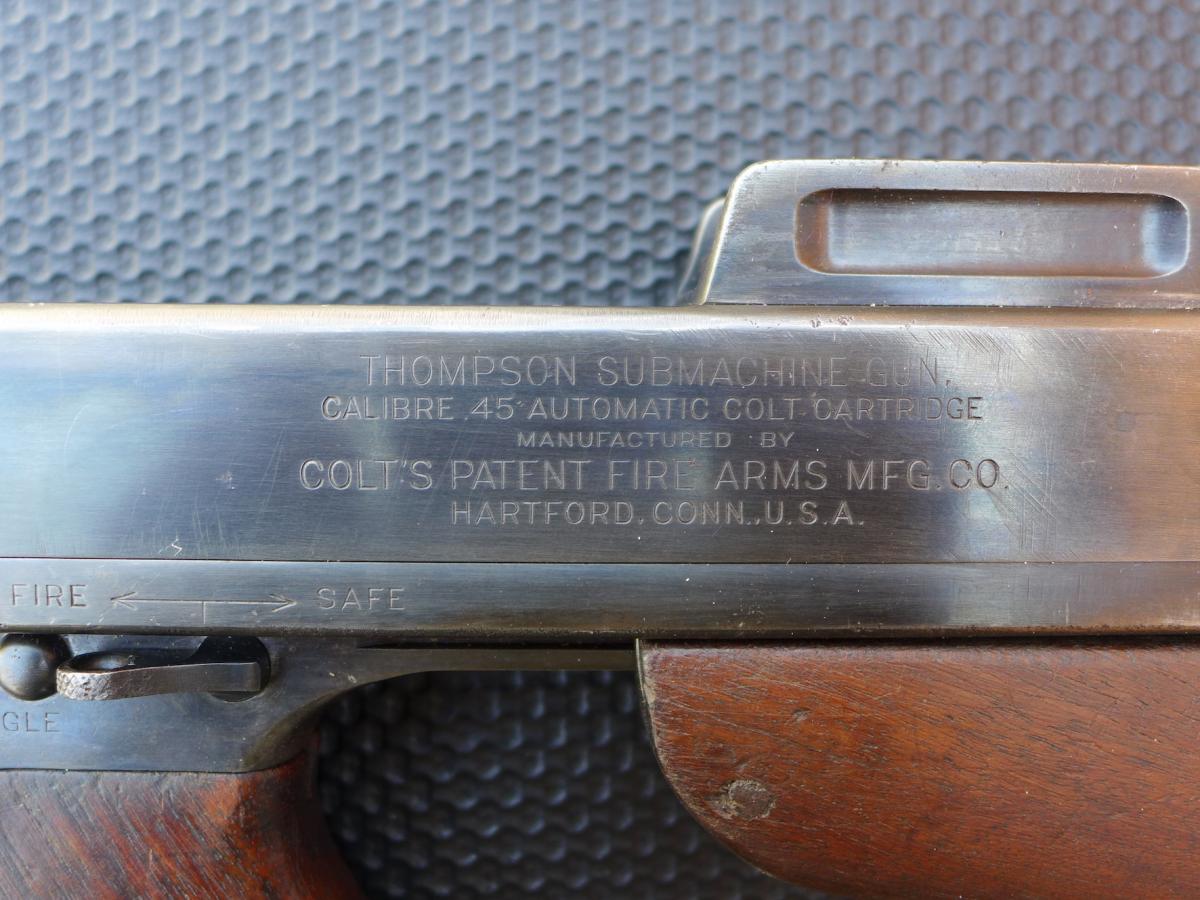 THOMPSON SUBMACHINE GUN,
CALIBRE .45 AUTOMATIC COLT CARTRIDGE
MANUFACTURED BY
COLT'S PATENT FIRE ARMS MFG. CO.
HARTFORD, CONN., U.S.A.
FIRE SAFE
GLE